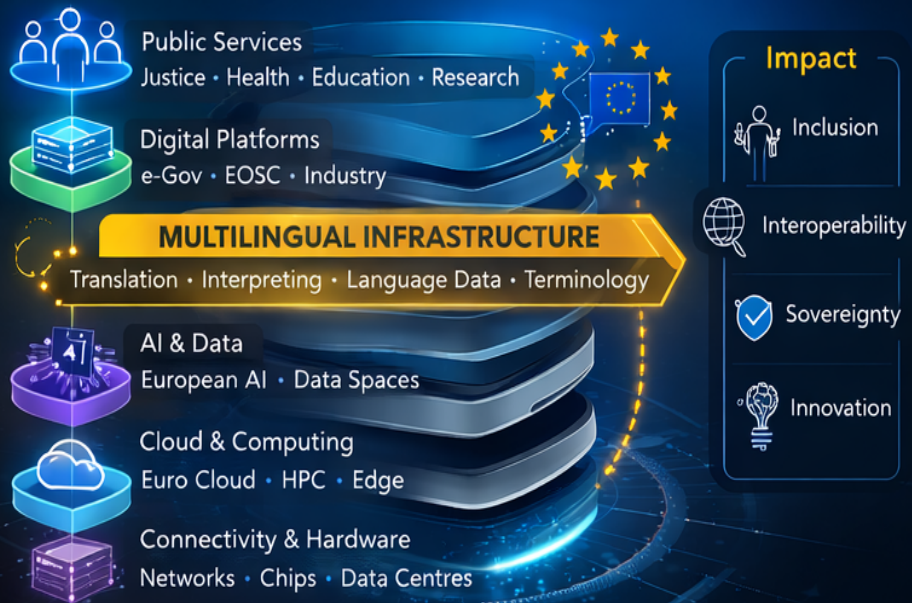 Public Services
Justice • Health • Education • Research
Digital Platforms
e-Gov • EOSC • Industry
MULTILINGUAL INFRASTRUCTURE
Translation • Interpreting • Language Data • Terminology
AI & Data
European AI • Data Spaces
Cloud & Computing
Euro Cloud • HPC • Edge
Connectivity & Hardware
Networks • Chips • Data Centres
Impact
Inclusion
Interoperability
Sovereignty
Innovation